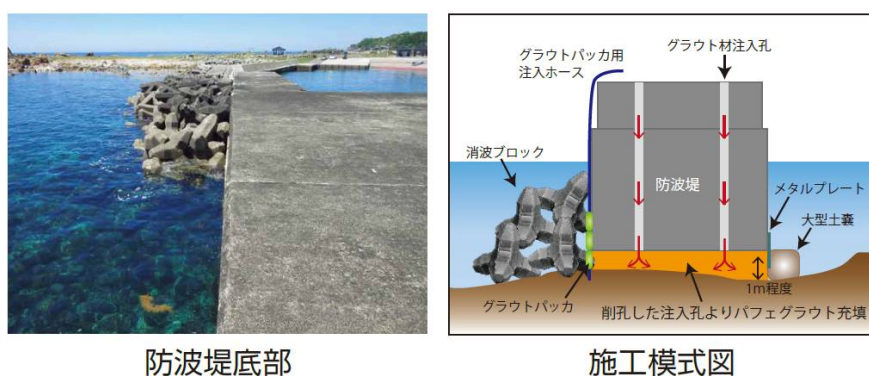 グラウトパッカ用
注入ホース
グラウト材注入孔
消波ブロック
防波堤
メタルプレート
大型土嚢
1m程度
グラウトパッカ
削孔した注入孔よりパフェグラウト充填
防波堤底部
施工模式図